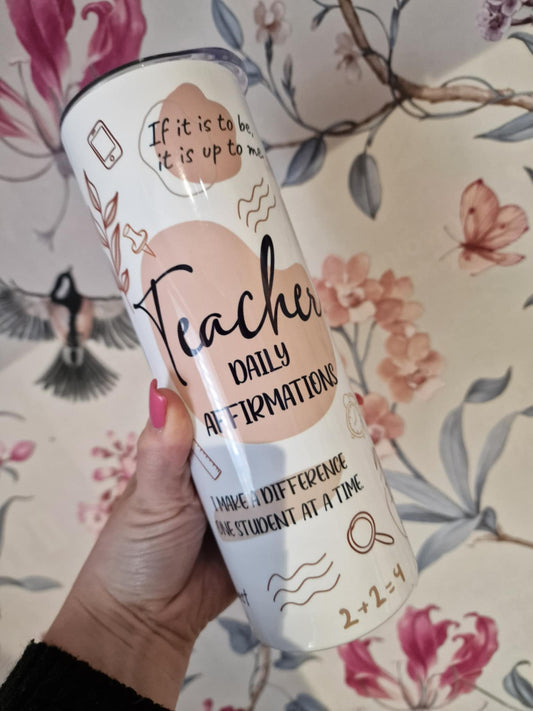 If it is to be,
it is up to me.
Teacher
DAILY
AFFIRMATIONS
I MAKE A DIFFERENCE
ONE STUDENT AT A TIME
2+2=4